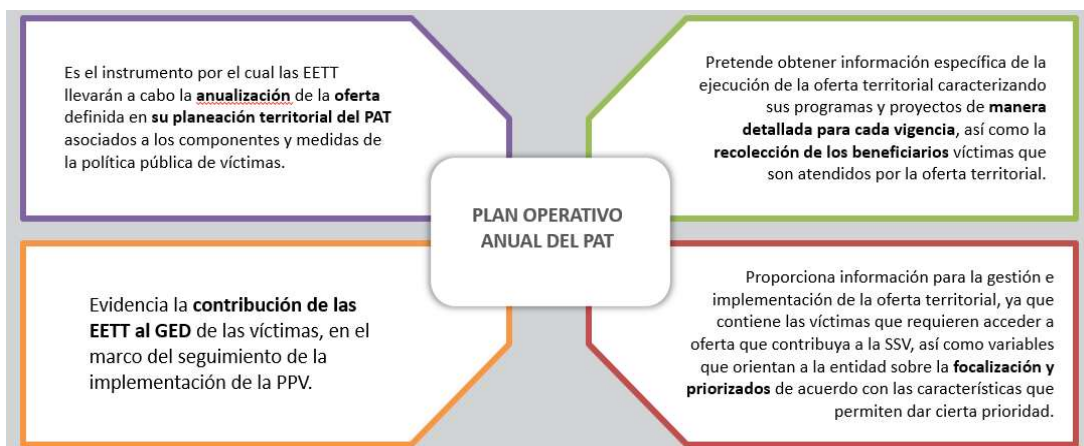 Es el instrumento por el cual las EETT
llevarán a cabo la anualización de la oferta
definida en su planeación territorial del PAT
asociados a los componentes y medidas de
la política pública de víctimas.
Pretende obtener información específica de la
ejecución de la oferta territorial caracterizando
sus programas y proyectos de manera
detallada para cada vigencia, así como la
recolección de los beneficiarios víctimas que
son atendidos por la oferta territorial.
PLAN OPERATIVO
ANUAL DEL PAT
Evidencia la contribución de las
EETT al GED de las víctimas, en el
marco del seguimiento de la
implementación de la PPV.
Proporciona información para la gestión e
implementación de la oferta territorial, ya que
contiene las víctimas que requieren acceder a
oferta que contribuya a la SSV, así como variables
que orientan a la entidad sobre la focalización y
priorizados de acuerdo con las características que
permiten dar cierta prioridad.